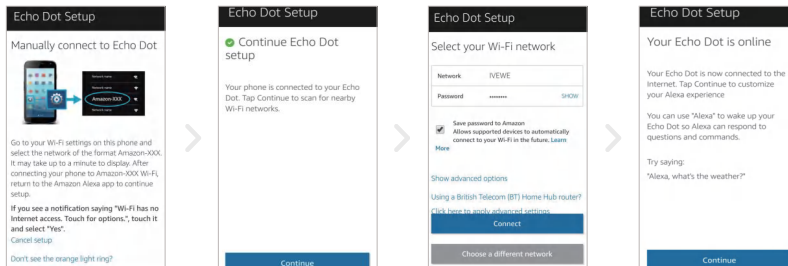 Echo Dot Setup
Manually connect to Echo Dot
Network name
Network name
Amazon-XXX
Network name
Network name
Go to your Wi-Fi settings on this phone and
select the network of the format Amazon-XXX.
It may take up to a minute to display. After
connecting your phone to Amazon-XXX Wi-Fi,
return to the Amazon Alexa app to continue
setup.
If you see a notification saying "Wi-Fi has no
Internet access. Touch for options.", touch it
and select "Yes".
Cancel setup
Don't see the orange light ring?
Echo Dot Setup
Continue Echo Dot
setup
Your phone is connected to your Echo
Dot. Tap Continue to scan for nearby
Wi-Fi networks.
Continue
Echo Dot Setup
Select your Wi-Fi network
Network IVEWE
Password •••••••• SHOW
Save password to Amazon
Allows supported devices to automatically
connect to your Wi-Fi in the future. Learn
More
Show advanced options
Using a British Telecom (BT) Home Hub router?
Click here to apply advanced settings
Connect
Choose a different network
Echo Dot Setup
Your Echo Dot is online
Your Echo Dot is now connected to the
Internet. Tap Continue to customize
your Alexa experience
You can use "Alexa" to wake up your
Echo Dot so Alexa can respond to
questions and commands.
Try saying:
"Alexa, what's the weather?"
Continue